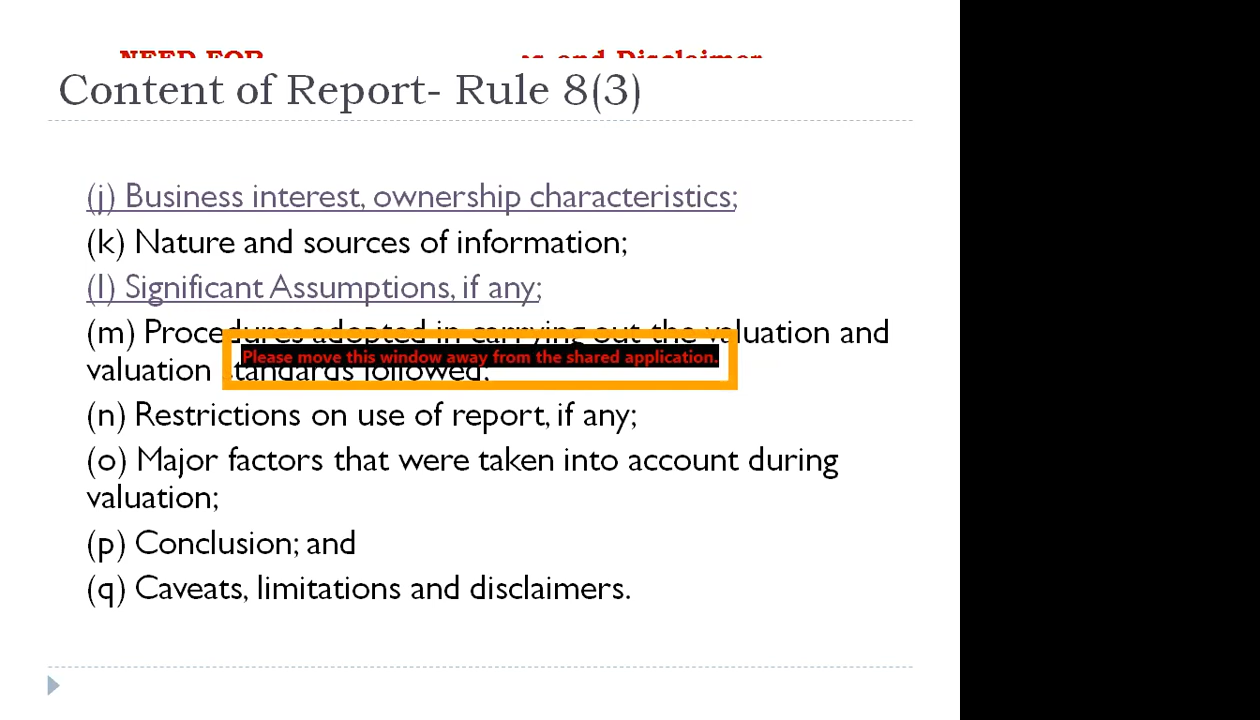 NEED FOR and Disclaimer
Content of Report- Rule 8(3)
(j) Business interest, ownership characteristics;
(k) Nature and sources of information;
(l) Significant Assumptions, if any;
(m) Procedures adopted in carrying out the valuation and
Please move this window away from the shared application.
valuation standards followed;
(n) Restrictions on use of report, if any;
(o) Major factors that were taken into account during
valuation;
(p) Conclusion; and
(q) Caveats, limitations and disclaimers.